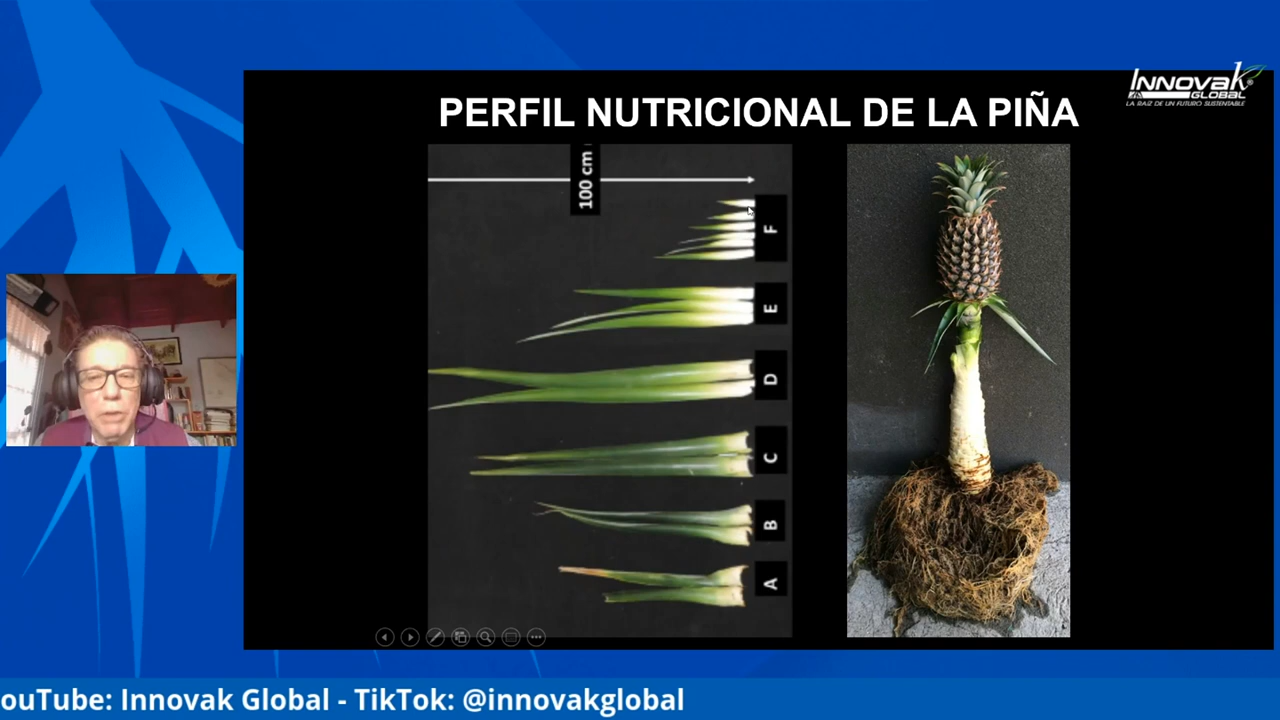 Innovak
GLOBAL
LA RAÍZ DE UN FUTURO SUSTENTABLE
PERFIL NUTRICIONAL DE LA PIÑA
100 cm
F
E
D
C
B
A
ouTube: Innovak Global - TikTok: @innovakglobal